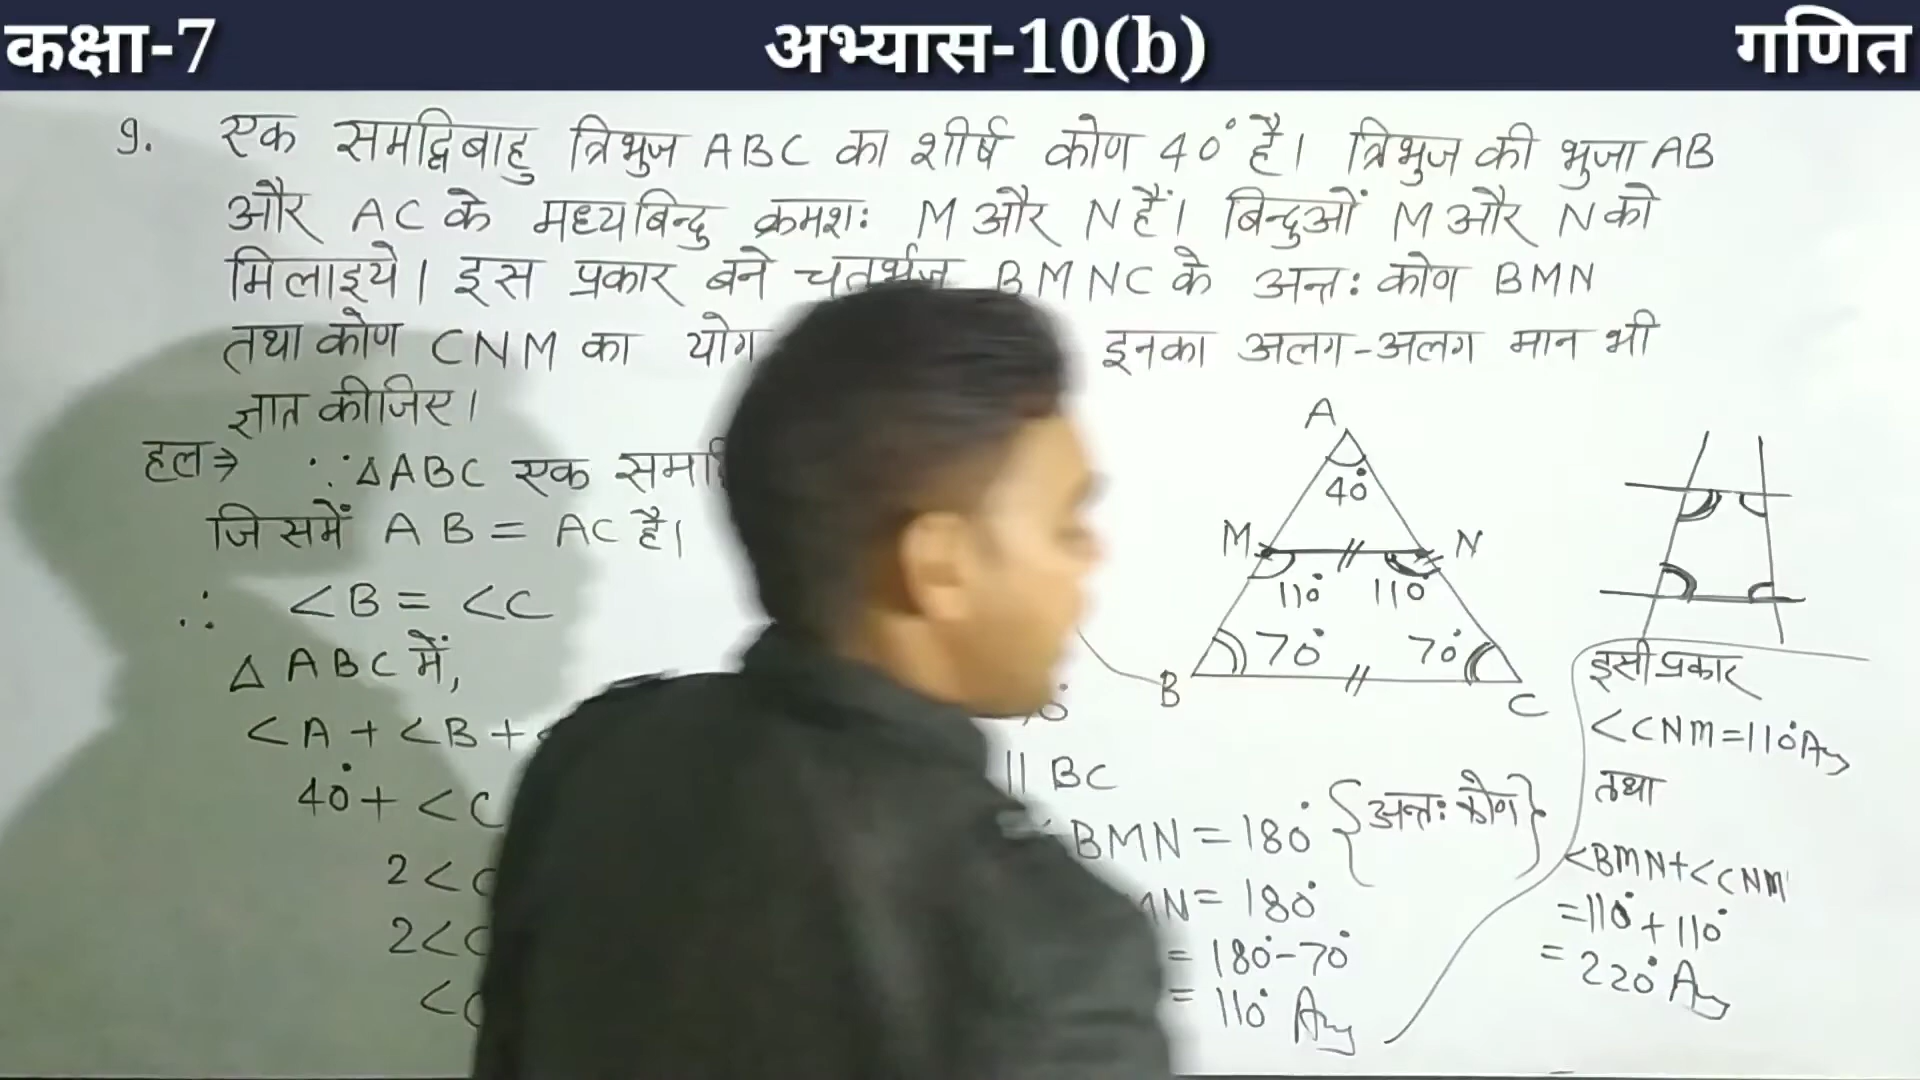 कक्षा-7 अभ्यास-10(b) गणित
9. एक समद्विबाहु त्रिभुज ABC का शीर्ष कोण 40° है। त्रिभुज की भुजा AB
और AC के मध्यबिन्दु क्रमशः M और N हैं। बिन्दुओं M और N को
मिलाइये। इस प्रकार बने चतुर्भुज BMNC के अन्तः कोण BMN
तथा कोण CNM का योग इनका अलग-अलग मान भी
ज्ञात कीजिए।
हल⇒ ∵ΔABC एक
जिसमें AB = AC है।
∴ <B = <C
Δ ABC में,
<A + <B +
40° + <C
2<C
2<C
<C
|| BC
BMN = 180° {अन्तः कोण}
MN = 180°
= 180°-70°
= 110° Ans
A
40°
M N
110° 110°
70° 70°
B C
इसी प्रकार
<CNM=110° Ans
तथा
<BMN+<CNM
=110°+110°
= 220° Ans